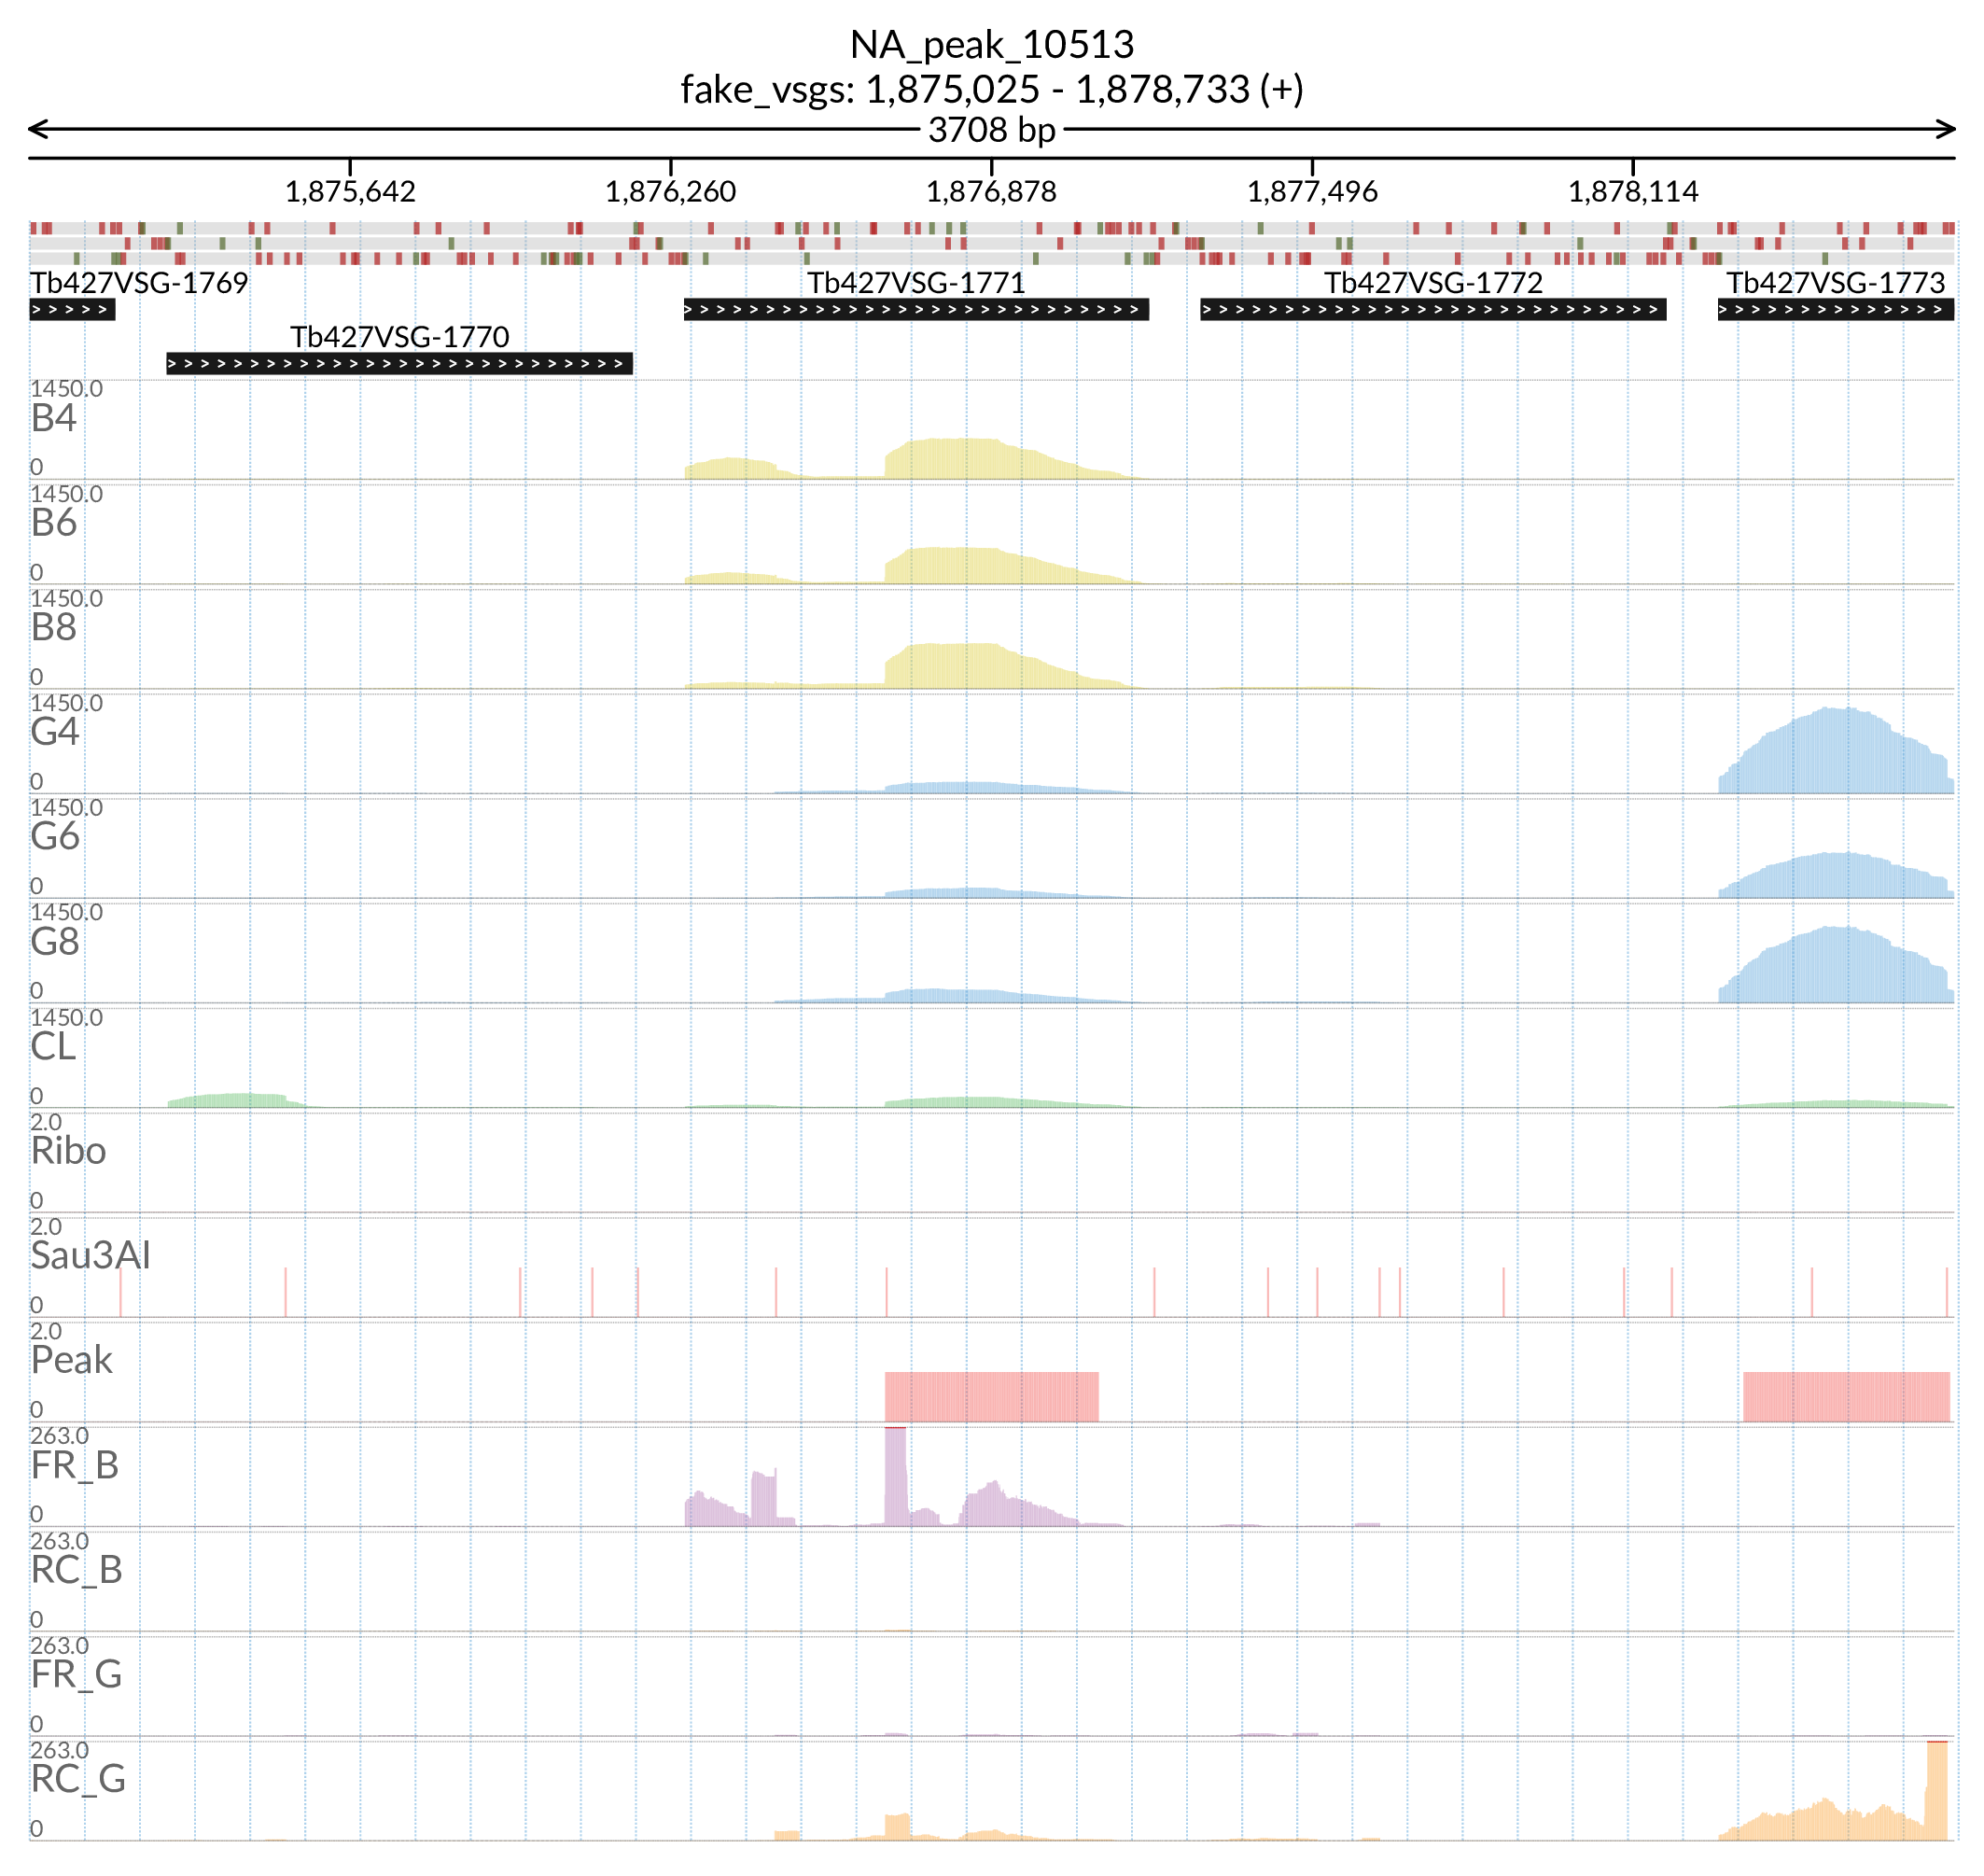 NA_peak_10513
fake_vsgs: 1,875,025 - 1,878,733 (+)
3708 bp
1,875,642 1,876,260 1,876,878 1,877,496 1,878,114
Tb427VSG-1769 Tb427VSG-1771 Tb427VSG-1772 Tb427VSG-1773
Tb427VSG-1770
1450.0
B4
0
1450.0
B6
0
1450.0
B8
0
1450.0
G4
0
1450.0
G6
0
1450.0
G8
0
1450.0
CL
0
2.0
Ribo
0
2.0
Sau3AI
0
2.0
Peak
0
263.0
FR_B
0
263.0
RC_B
0
263.0
FR_G
0
263.0
RC_G
0